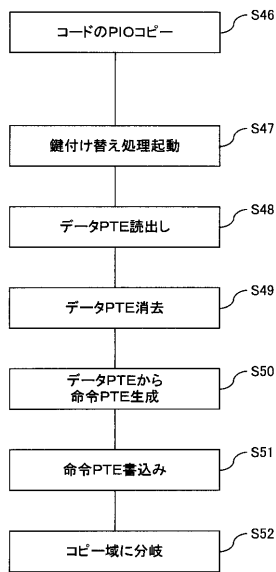 コードのPIOコピー
S46
鍵付け替え処理起動
S47
データPTE読出し
S48
データPTE消去
S49
データPTEから
命令PTE生成
S50
命令PTE書込み
S51
コピー域に分岐
S52